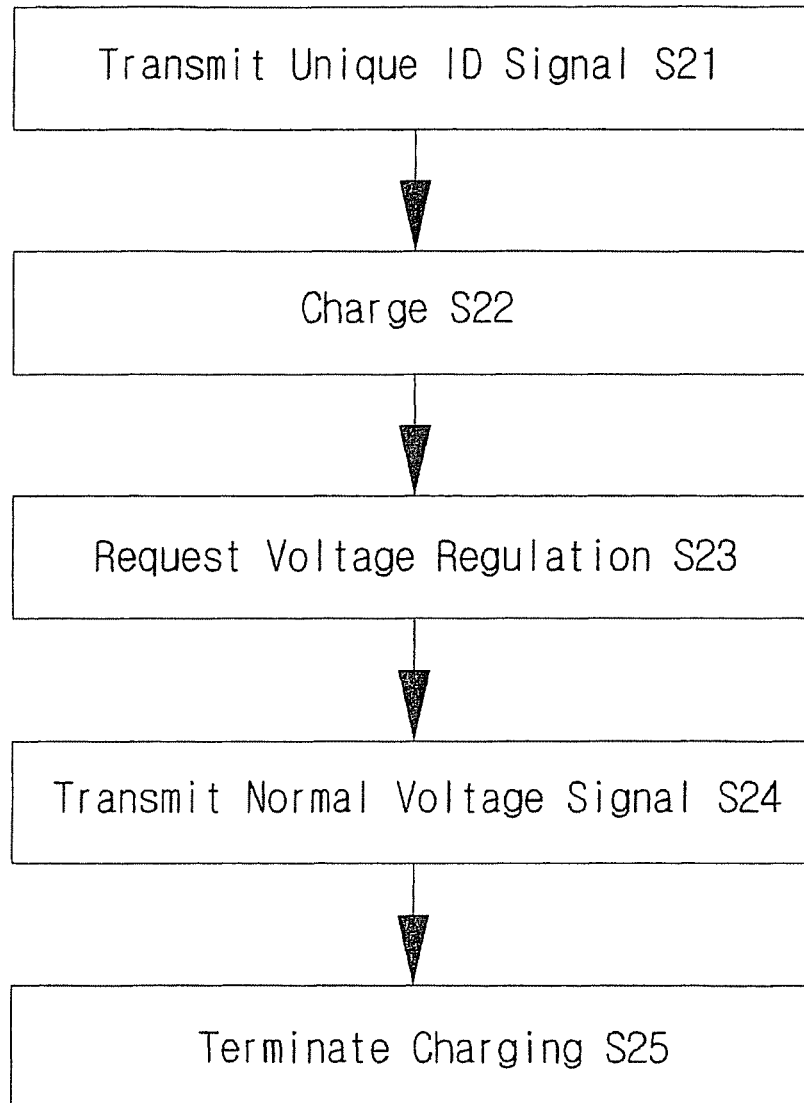 Transmit Unique ID Signal S21
Charge S22
Request Voltage Regulation S23
Transmit Normal Voltage Signal S24
Terminate Charging S25